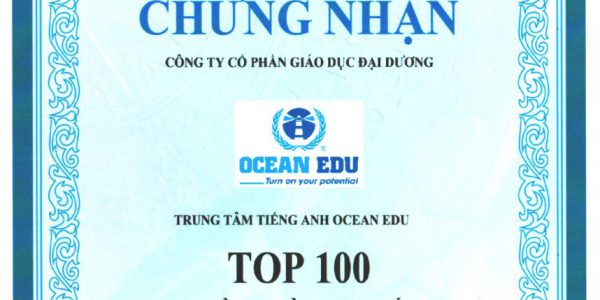 CHỨNG NHẬN
CÔNG TY CỔ PHẦN GIÁO DỤC ĐẠI DƯƠNG
OCEAN EDU
Turn on your potential
TRUNG TÂM TIẾNG ANH OCEAN EDU
TOP 100